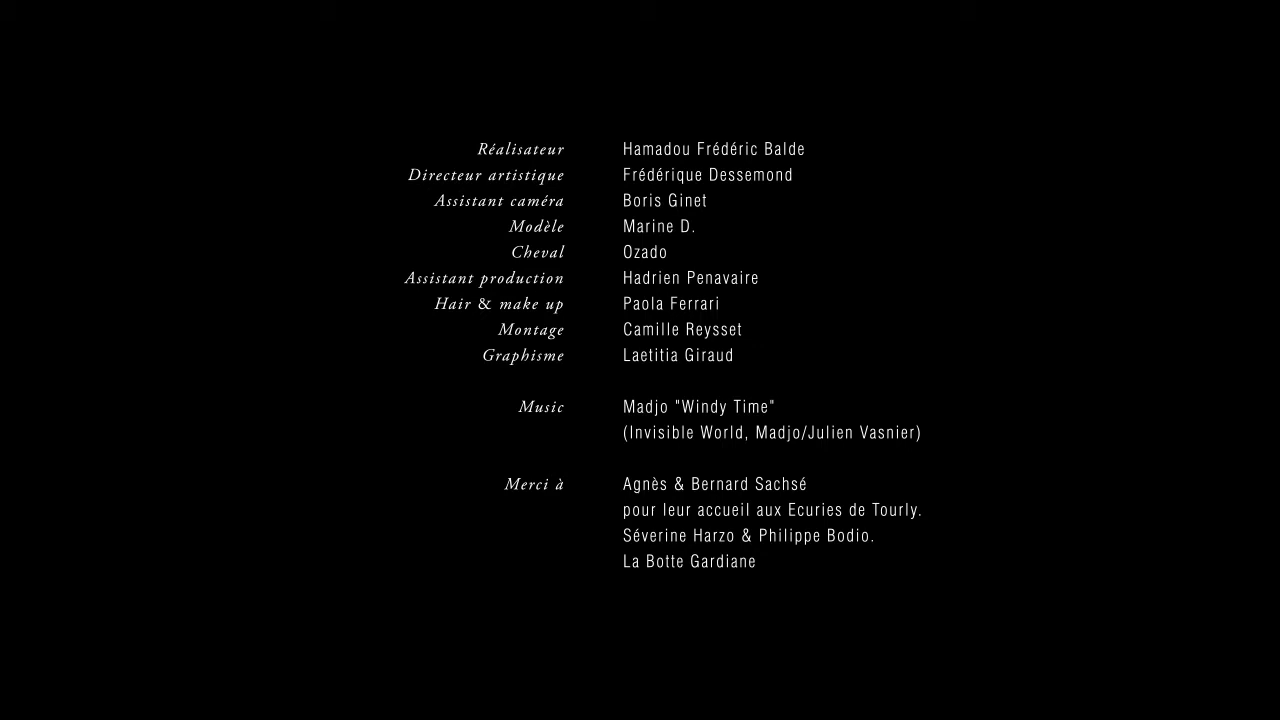 Réalisateur Hamadou Frédéric Balde
Directeur artistique Frédérique Dessemond
Assistant caméra Boris Ginet
Modèle Marine D.
Cheval Ozado
Assistant production Hadrien Penavaire
Hair & make up Paola Ferrari
Montage Camille Reysset
Graphisme Laetitia Giraud
Music Madjo "Windy Time"
(Invisible World, Madjo/Julien Vasnier)
Merci à Agnès & Bernard Sachsé
pour leur accueil aux Ecuries de Tourly.
Séverine Harzo & Philippe Bodio.
La Botte Gardiane